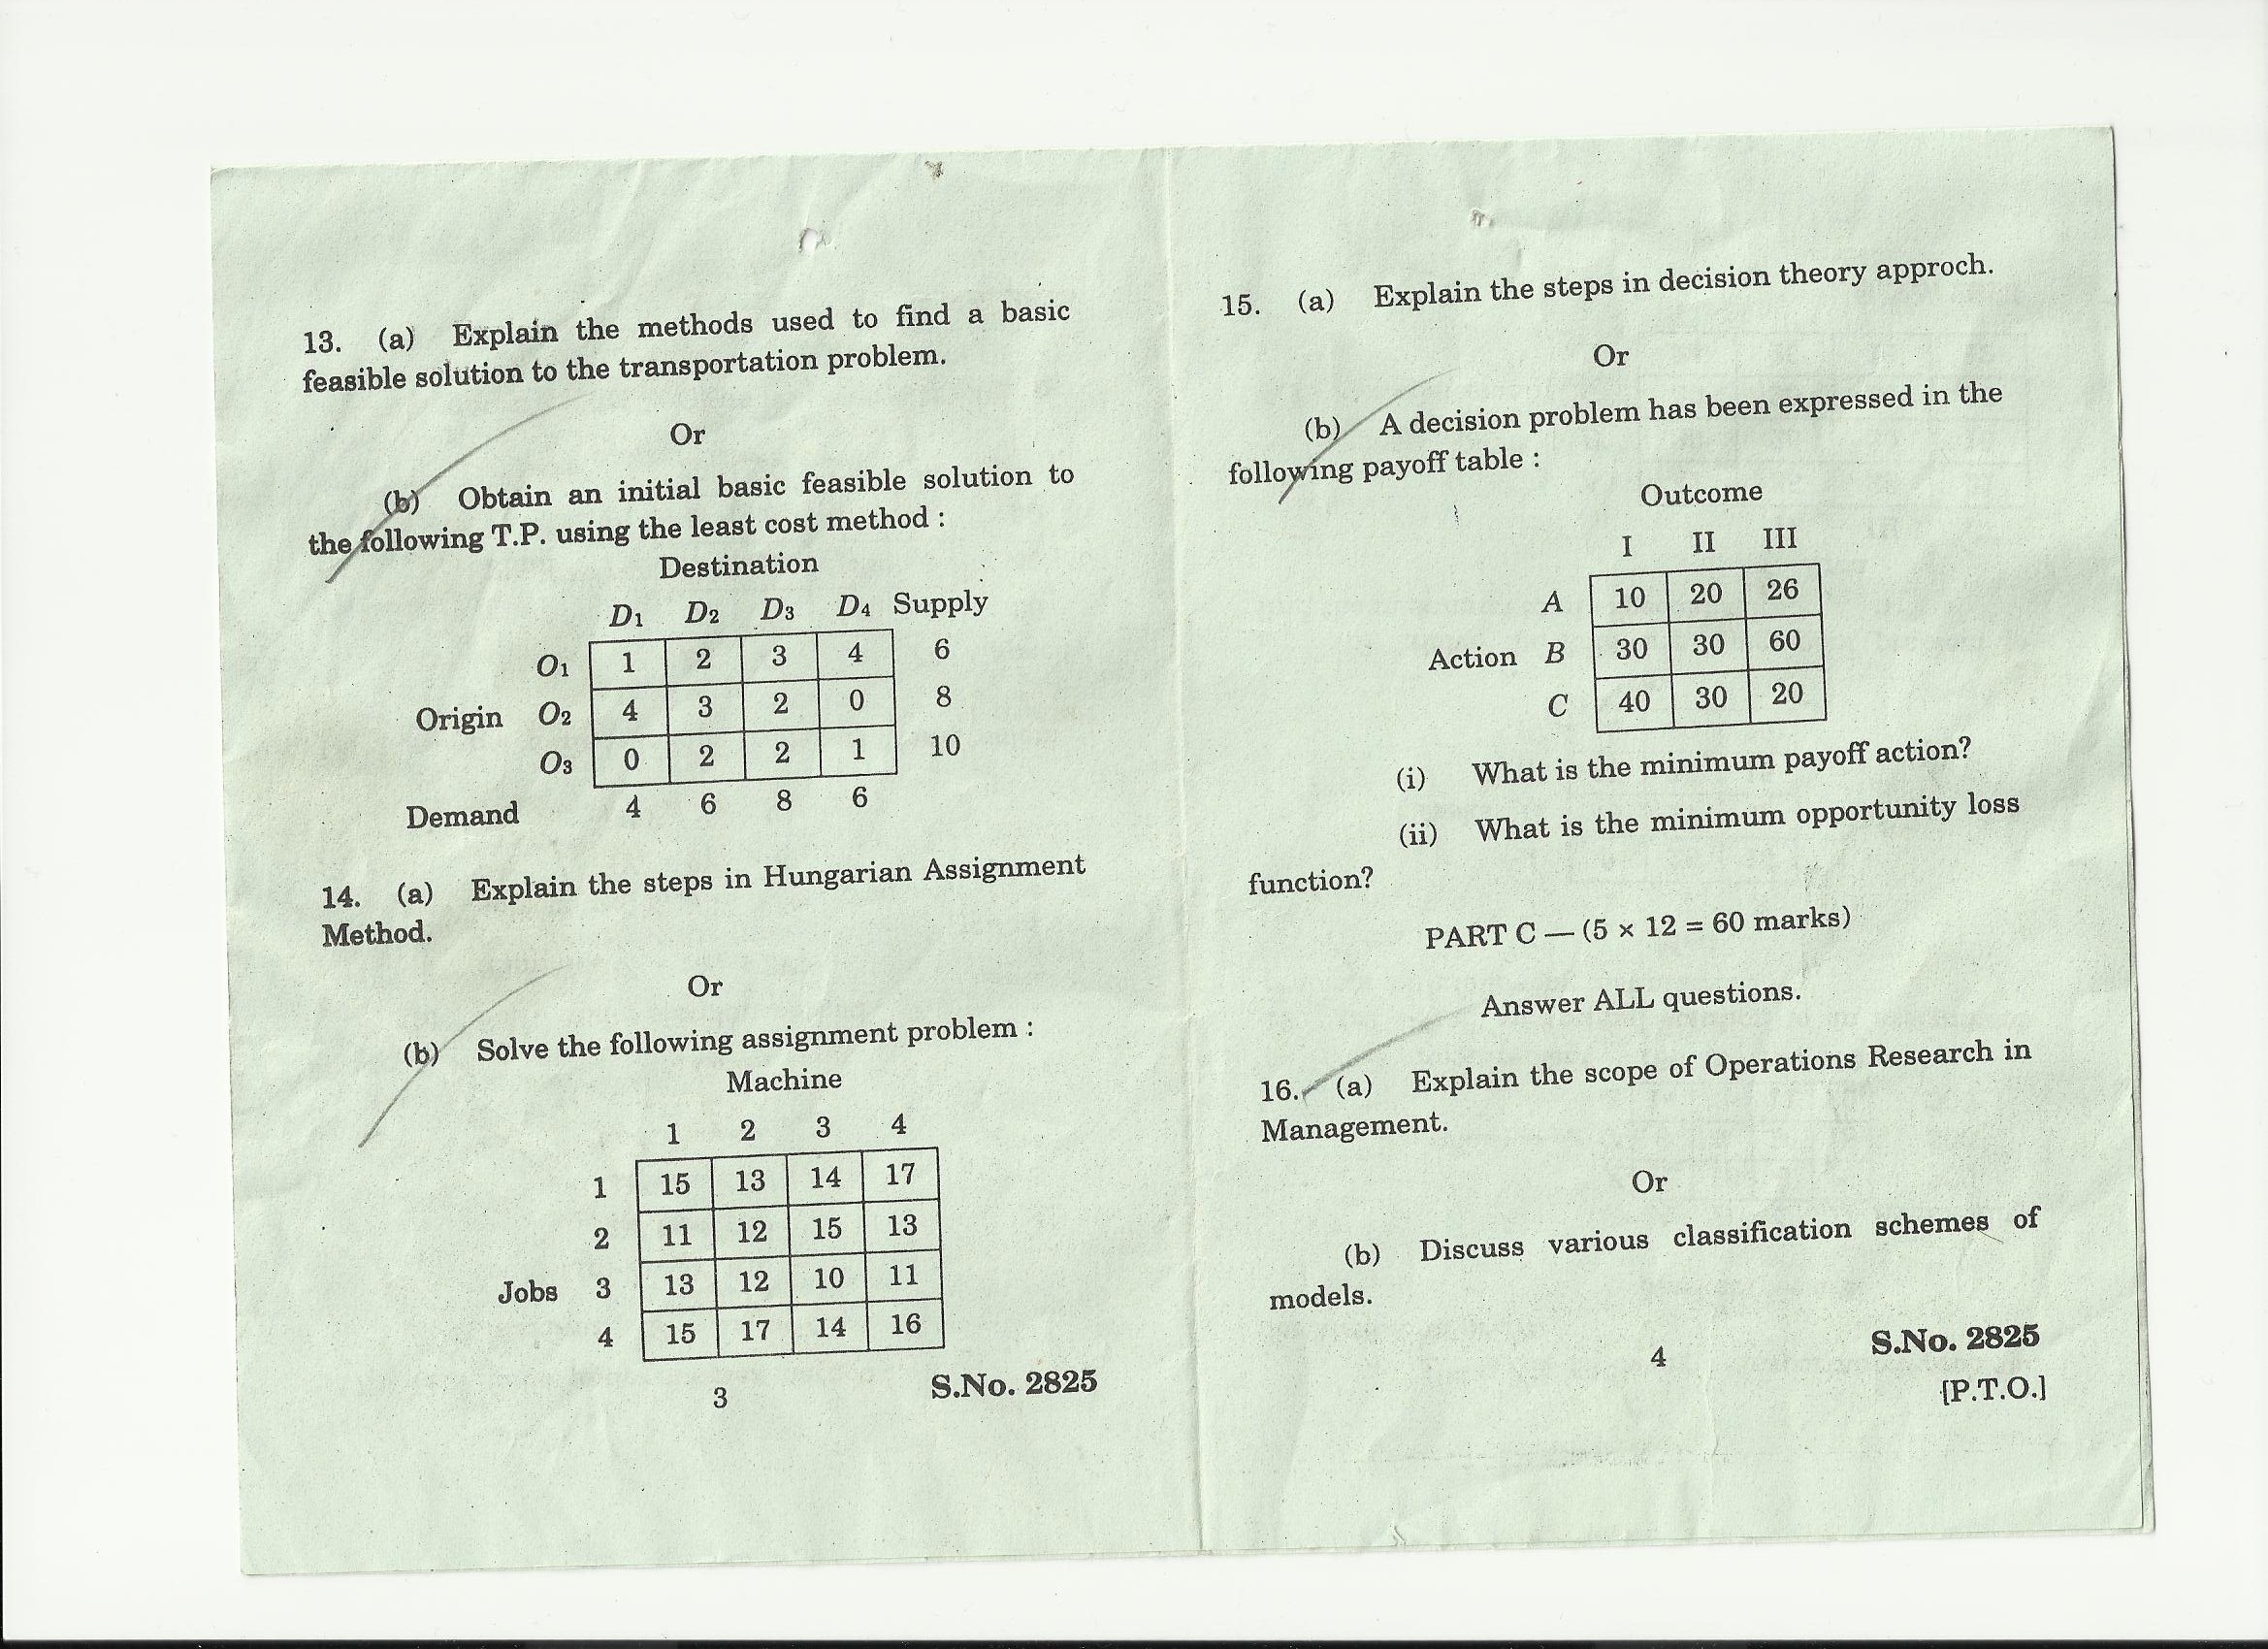 13. (a) Explain the methods used to find a basic
feasible solution to the transportation problem.
Or
(b) Obtain an initial basic feasible solution to
the following T.P. using the least cost method :
Destination
D1 D2 D3 D4 Supply
O1 1 2 3 4 6
Origin O2 4 3 2 0 8
O3 0 2 2 1 10
Demand 4 6 8 6
14. (a) Explain the steps in Hungarian Assignment
Method.
Or
(b) Solve the following assignment problem :
Machine
1 2 3 4
1 15 13 14 17
2 11 12 15 13
Jobs 3 13 12 10 11
4 15 17 14 16
3 S.No. 2825
15. (a) Explain the steps in decision theory approch.
Or
(b) A decision problem has been expressed in the
following payoff table :
Outcome
I II III
A 10 20 26
Action B 30 30 60
C 40 30 20
(i) What is the minimum payoff action?
(ii) What is the minimum opportunity loss
function?
PART C — (5 × 12 = 60 marks)
Answer ALL questions.
16. (a) Explain the scope of Operations Research in
Management.
Or
(b) Discuss various classification schemes of
models.
4 S.No. 2825
[P.T.O.]